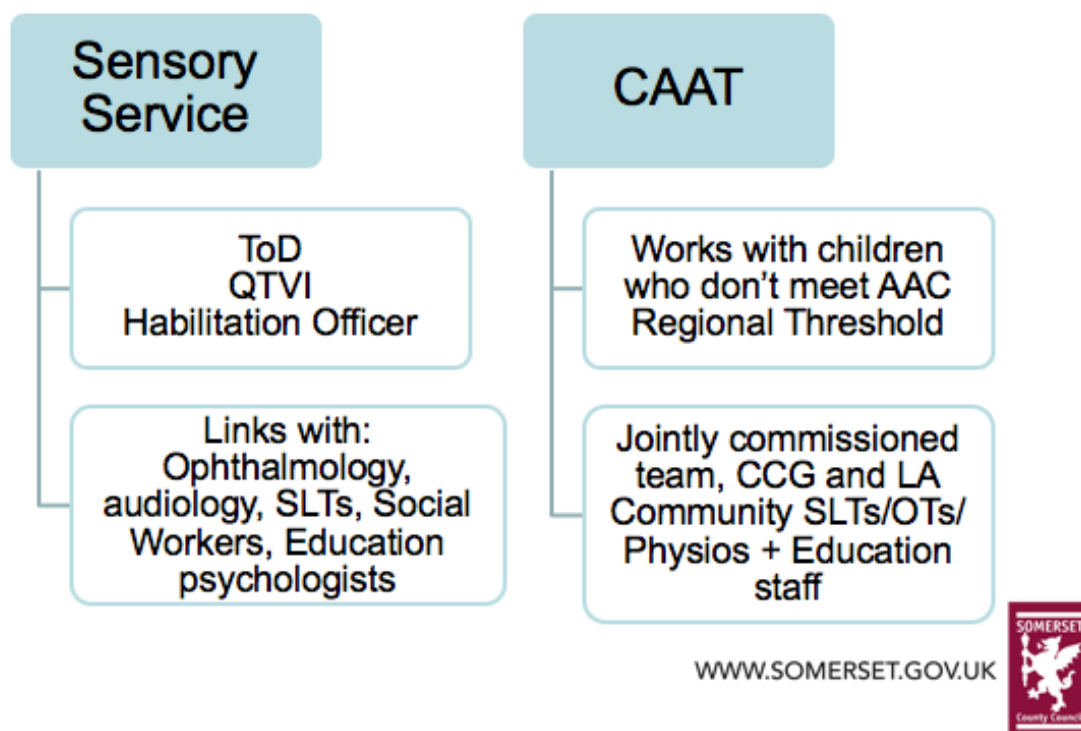 Sensory
Service
ToD
QTVI
Habilitation Officer
Links with:
Ophthalmology,
audiology, SLTs, Social
Workers, Education
psychologists
CAAT
Works with children
who don’t meet AAC
Regional Threshold
Jointly commissioned
team, CCG and LA
Community SLTs/OTs/
Physios + Education
staff
WWW.SOMERSET.GOV.UK
SOMERSET
County Council